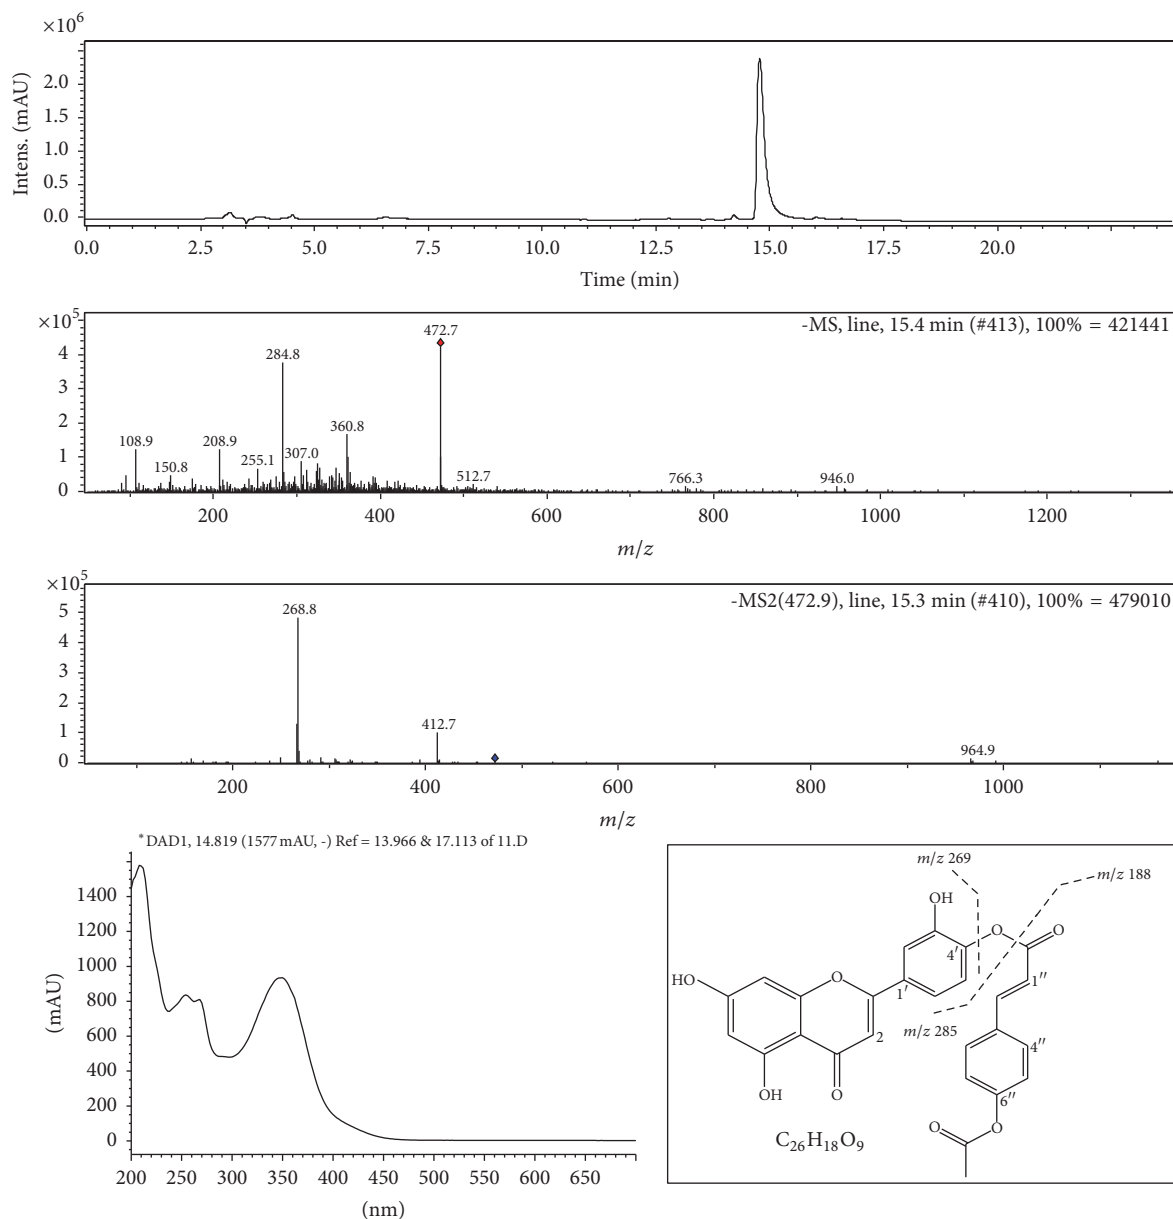 ×10⁶
2.0
1.5
1.0
0.5
0.0
Intens. (mAU)
0.0 2.5 5.0 7.5 10.0 12.5 15.0 17.5 20.0
Time (min)
×10⁵
-MS, line, 15.4 min (#413), 100% = 421441
4
3
2
1
0
108.9
150.8
208.9
255.1
284.8
307.0
360.8
472.7
512.7
766.3
946.0
200 400 600 800 1000 1200
m/z
×10⁵
-MS2(472.9), line, 15.3 min (#410), 100% = 479010
5
4
3
2
1
0
268.8
412.7
964.9
200 400 600 800 1000
m/z
*DAD1, 14.819 (1577 mAU, -) Ref = 13.966 & 17.113 of 11.D
1400
1200
1000
800
600
400
200
0
(mAU)
200 250 300 350 400 450 500 550 600 650
(nm)
m/z 269
m/z 188
OH
O
O
4′
1″
HO
O
1′
2
m/z 285
4″
OH
O
6″
O
O
C₂₆H₁₈O₉